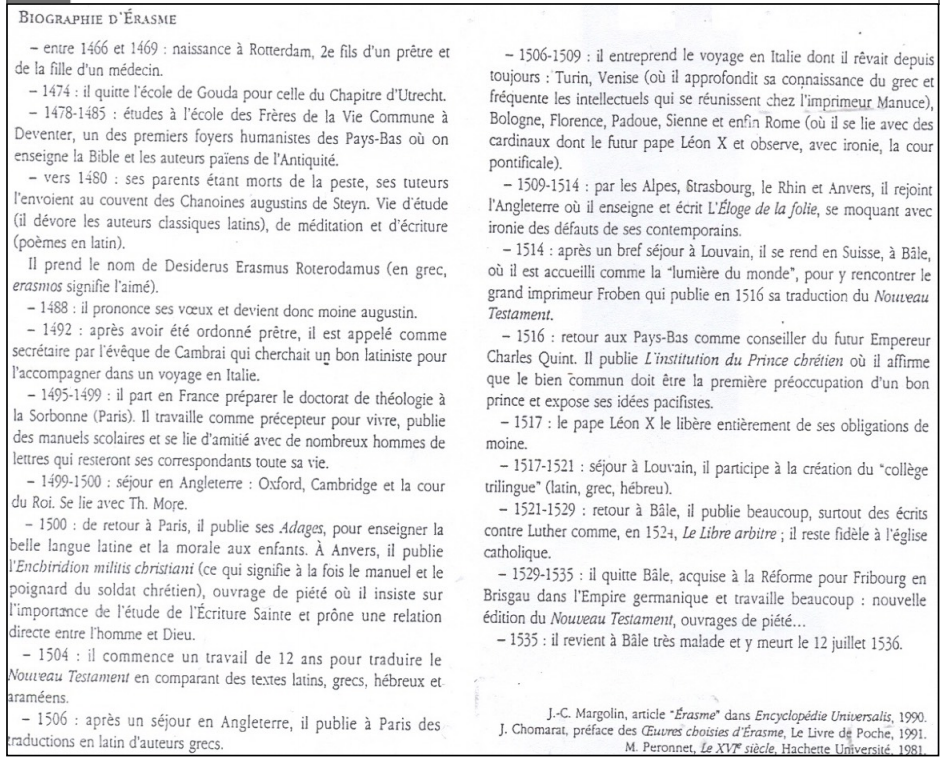 BIOGRAPHIE D'ÉRASME
– entre 1466 et 1469 : naissance à Rotterdam, 2e fils d'un prêtre et
de la fille d'un médecin.
– 1474 : il quitte l'école de Gouda pour celle du Chapitre d'Utrecht.
– 1478-1485 : études à l'école des Frères de la Vie Commune à
Deventer, un des premiers foyers humanistes des Pays-Bas où on
enseigne la Bible et les auteurs païens de l'Antiquité.
– vers 1480 : ses parents étant morts de la peste, ses tuteurs
l'envoient au couvent des Chanoines augustins de Steyn. Vie d'étude
(il dévore les auteurs classiques latins), de méditation et d'écriture
(poèmes en latin).
Il prend le nom de Desiderus Erasmus Roterodamus (en grec,
erasmos signifie l'aimé).
– 1488 : il prononce ses vœux et devient donc moine augustin.
– 1492 : après avoir été ordonné prêtre, il est appelé comme
secrétaire par l'évêque de Cambrai qui cherchait un bon latiniste pour
l'accompagner dans un voyage en Italie.
– 1495-1499 : il part en France préparer le doctorat de théologie à
la Sorbonne (Paris). Il travaille comme précepteur pour vivre, publie
des manuels scolaires et se lie d'amitié avec de nombreux hommes de
lettres qui resteront ses correspondants toute sa vie.
– 1499-1500 : séjour en Angleterre : Oxford, Cambridge et la cour
du Roi. Se lie avec Th. More.
– 1500 : de retour à Paris, il publie ses Adages, pour enseigner la
belle langue latine et la morale aux enfants. À Anvers, il publie
l'Enchiridion militis christiani (ce qui signifie à la fois le manuel et le
poignard du soldat chrétien), ouvrage de piété où il insiste sur
l'importance de l'étude de l'Écriture Sainte et prône une relation
directe entre l'homme et Dieu.
– 1504 : il commence un travail de 12 ans pour traduire le
Nouveau Testament en comparant des textes latins, grecs, hébreux et
araméens.
– 1506 : après un séjour en Angleterre, il publie à Paris des
traductions en latin d'auteurs grecs.
– 1506-1509 : il entreprend le voyage en Italie dont il rêvait depuis
toujours : Turin, Venise (où il approfondit sa connaissance du grec et
fréquente les intellectuels qui se réunissent chez l'imprimeur Manuce),
Bologne, Florence, Padoue, Sienne et enfin Rome (où il se lie avec des
cardinaux dont le futur pape Léon X et observe, avec ironie, la cour
pontificale).
– 1509-1514 : par les Alpes, Strasbourg, le Rhin et Anvers, il rejoint
l'Angleterre où il enseigne et écrit L'Éloge de la folie, se moquant avec
ironie des défauts de ses contemporains.
– 1514 : après un bref séjour à Louvain, il se rend en Suisse, à Bâle,
où il est accueilli comme la "lumière du monde", pour y rencontrer le
grand imprimeur Froben qui publie en 1516 sa traduction du Nouveau
Testament.
– 1516 : retour aux Pays-Bas comme conseiller du futur Empereur
Charles Quint. Il publie L'institution du Prince chrétien où il affirme
que le bien commun doit être la première préoccupation d'un bon
prince et expose ses idées pacifistes.
– 1517 : le pape Léon X le libère entièrement de ses obligations de
moine.
– 1517-1521 : séjour à Louvain, il participe à la création du "collège
trilingue" (latin, grec, hébreu).
– 1521-1529 : retour à Bâle, il publie beaucoup, surtout des écrits
contre Luther comme, en 1524, Le Libre arbitre ; il reste fidèle à l'église
catholique.
– 1529-1535 : il quitte Bâle, acquise à la Réforme pour Fribourg en
Brisgau dans l'Empire germanique et travaille beaucoup : nouvelle
édition du Nouveau Testament, ouvrages de piété...
– 1535 : il revient à Bâle très malade et y meurt le 12 juillet 1536.
J.-C. Margolin, article "Érasme" dans Encyclopédie Universalis, 1990.
J. Chomarat, préface des Œuvres choisies d'Érasme, Le Livre de Poche, 1991.
M. Peronnet, Le XVIe siècle, Hachette Université, 1981.